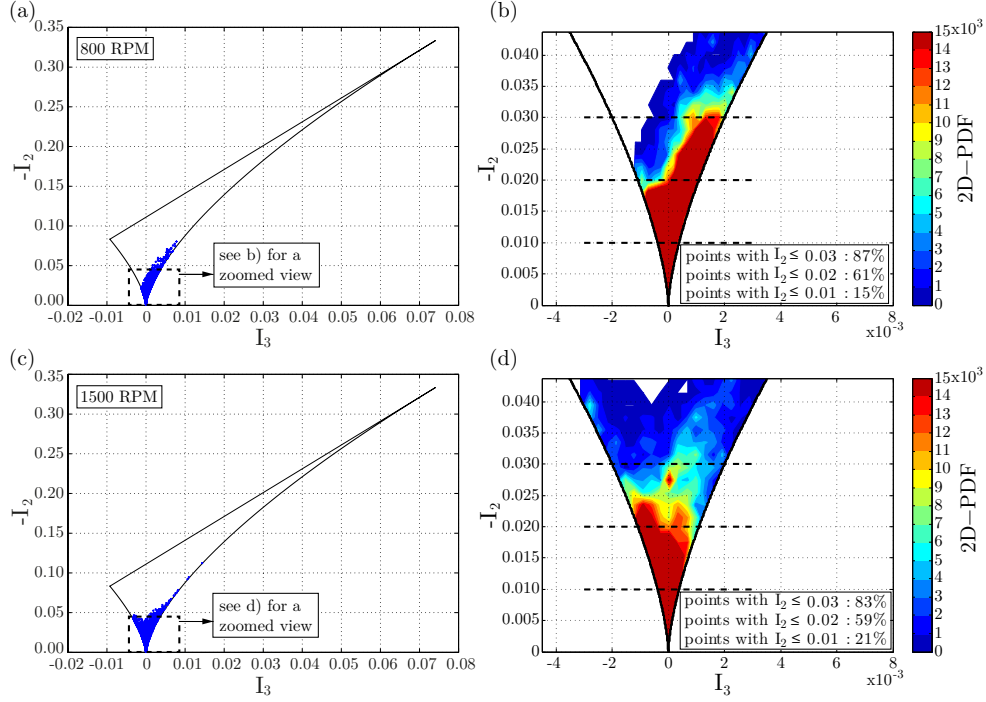 (a)
0.35
0.30
0.25
0.20
0.15
0.10
0.05
0.00
-I2
800 RPM
see b) for a
zoomed view
-0.02 -0.01 0 0.01 0.02 0.03 0.04 0.05 0.06 0.07 0.08
I3
(b)
0.040
0.035
0.030
0.025
0.020
0.015
0.010
0.005
0
-I2
points with I2 ≤ 0.03 : 87%
points with I2 ≤ 0.02 : 61%
points with I2 ≤ 0.01 : 15%
-4 -2 0 2 4 6 8
x10-3
I3
15x103
14
13
12
11
10
9
8
7
6
5
4
3
2
1
0
2D-PDF
(c)
0.35
0.30
0.25
0.20
0.15
0.10
0.05
0.00
-I2
1500 RPM
see d) for a
zoomed view
-0.02 -0.01 0 0.01 0.02 0.03 0.04 0.05 0.06 0.07 0.08
I3
(d)
0.040
0.035
0.030
0.025
0.020
0.015
0.010
0.005
0
-I2
points with I2 ≤ 0.03 : 83%
points with I2 ≤ 0.02 : 59%
points with I2 ≤ 0.01 : 21%
-4 -2 0 2 4 6 8
x10-3
I3
15x103
14
13
12
11
10
9
8
7
6
5
4
3
2
1
0
2D-PDF